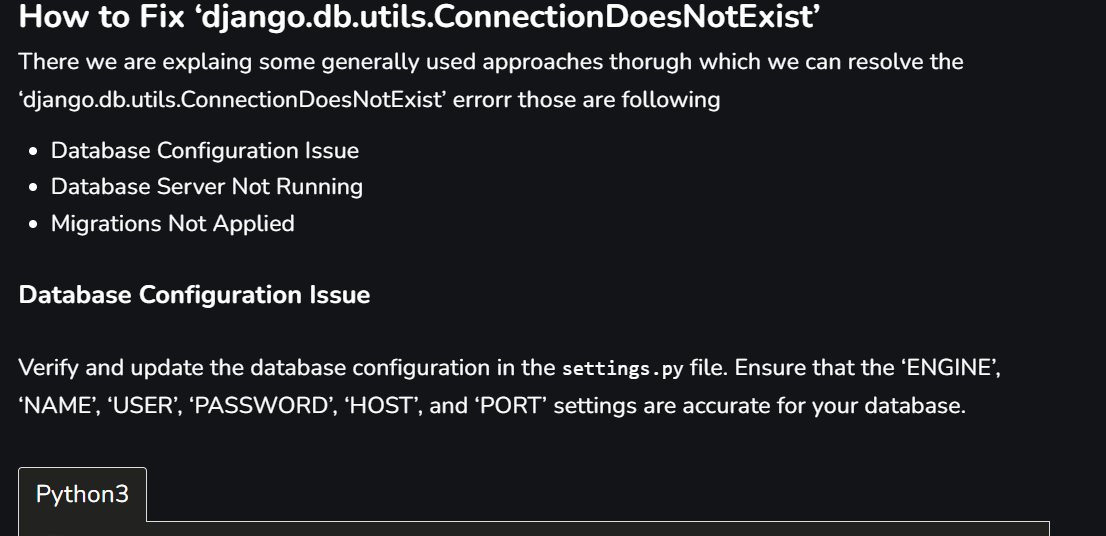 How to Fix ‘django.db.utils.ConnectionDoesNotExist’
There we are explaing some generally used approaches thorugh which we can resolve the
‘django.db.utils.ConnectionDoesNotExist’ errorr those are following
• Database Configuration Issue
• Database Server Not Running
• Migrations Not Applied
Database Configuration Issue
Verify and update the database configuration in the settings.py file. Ensure that the ‘ENGINE’,
‘NAME’, ‘USER’, ‘PASSWORD’, ‘HOST’, and ‘PORT’ settings are accurate for your database.
Python3